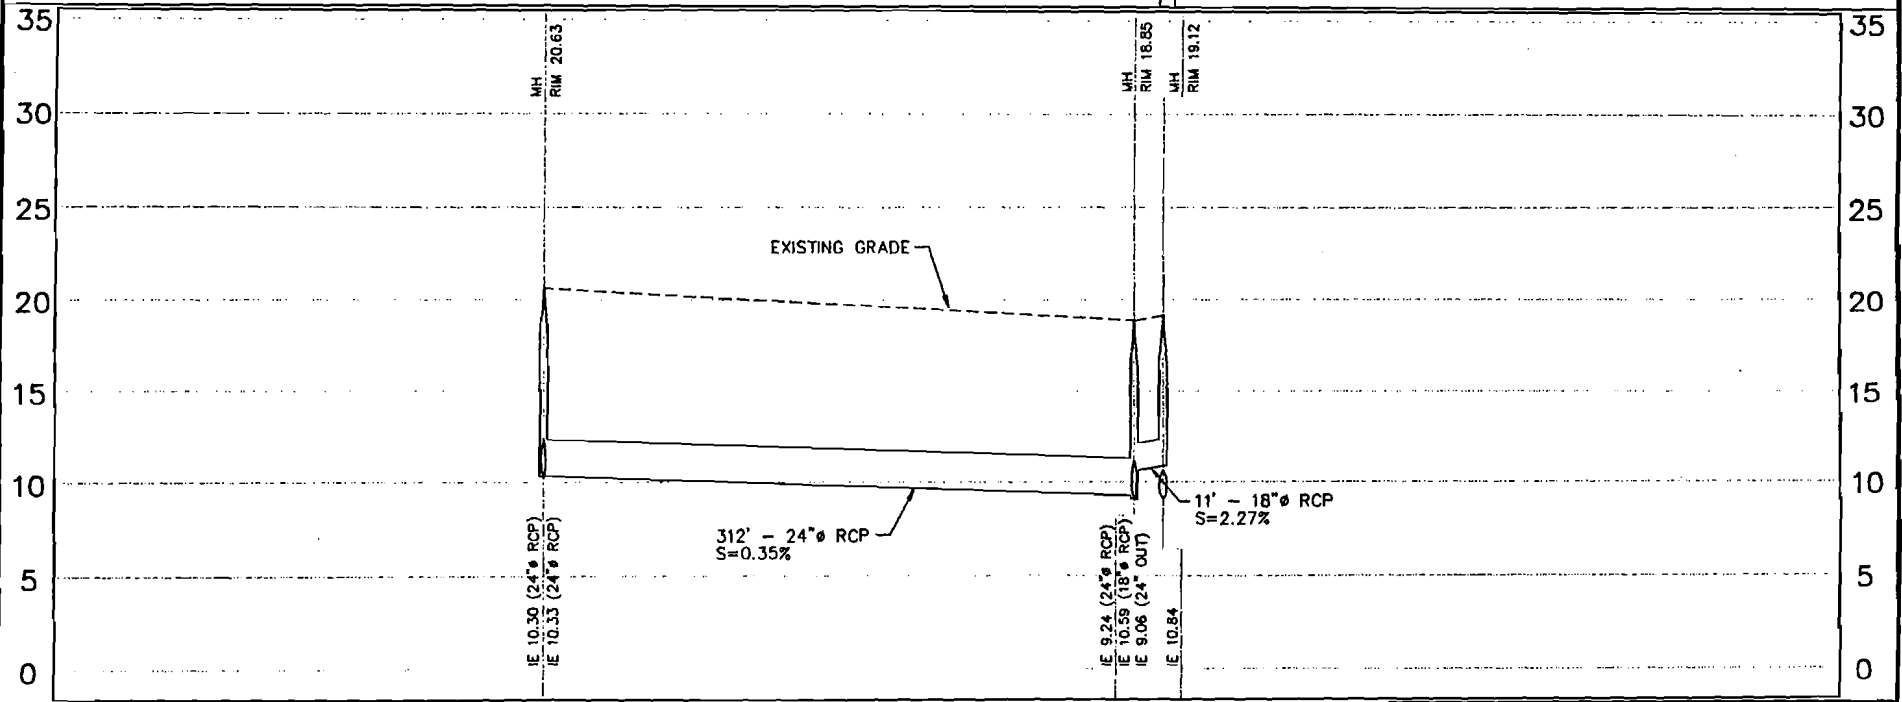 35
30
25
20
15
10
5
0
MH
RIM 20.63
MH
RIM 18.85
MH
RIM 19.12
35
30
25
20
15
10
5
0
EXISTING GRADE
312' - 24"ø RCP
S=0.35%
11' - 18"ø RCP
S=2.27%
IE 10.30 (24"ø RCP)
IE 10.33 (24"ø RCP)
IE 9.24 (24"ø RCP)
IE 10.59 (18"ø RCP)
IE 9.06 (24" OUT)
IE 10.84